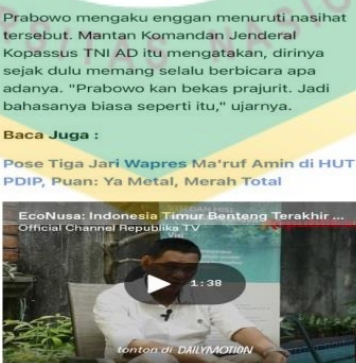 Prabowo mengaku enggan menuruti nasihat
tersebut. Mantan Komandan Jenderal
Kopassus TNI AD itu mengatakan, dirinya
sejak dulu memang selalu berbicara apa
adanya. "Prabowo kan bekas prajurit. Jadi
bahasanya biasa seperti itu," ujarnya.
Baca Juga :
Pose Tiga Jari Wapres Ma'ruf Amin di HUT
PDIP, Puan: Ya Metal, Merah Total
EcoNusa: Indonesia Timur Benteng Terakhir ...
Official Channel Republika TV
1:38
tonton di DAILYMOTION